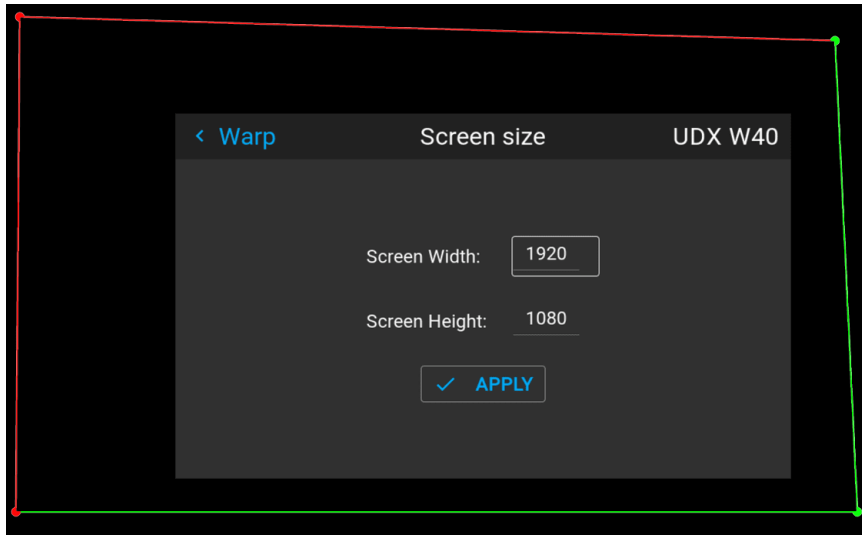 Warp Screen size UDX W40
Screen Width: 1920
Screen Height: 1080
APPLY